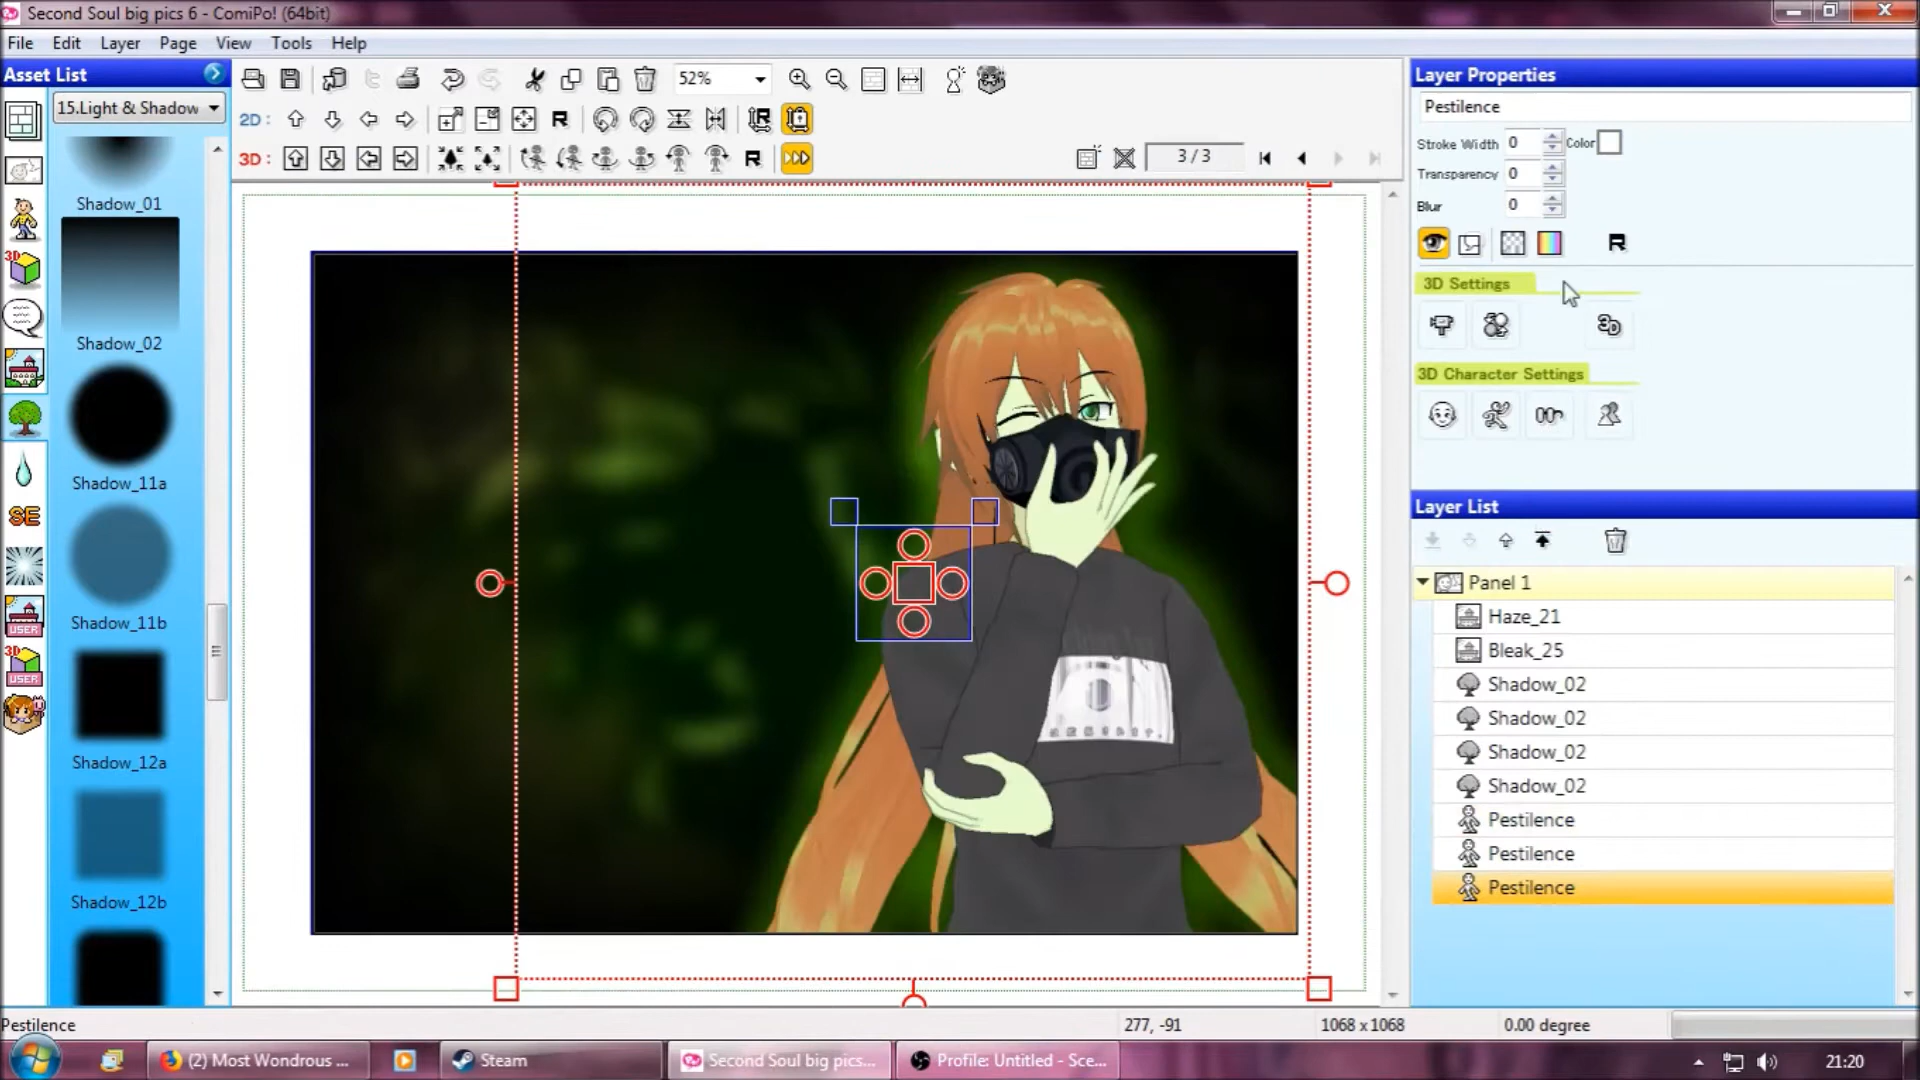 Second Soul big pics 6 - ComiPo! (64bit)
File Edit Layer Page View Tools Help
Asset List
15.Light & Shadow
Shadow_01
Shadow_02
Shadow_11a
Shadow_11b
Shadow_12a
Shadow_12b
SE
USER
3D
USER
3D
52%
2D :
R
R
3D :
R
3 / 3
Layer Properties
Pestilence
Stroke Width 0 Color
Transparency 0
Blur 0
R
3D Settings
3D
3D Character Settings
Layer List
Panel 1
Haze_21
Bleak_25
Shadow_02
Shadow_02
Shadow_02
Shadow_02
Pestilence
Pestilence
Pestilence
Pestilence
277, -91
1068 x 1068
0.00 degree
(2) Most Wondrous ...
Steam
Second Soul big pics...
Profile: Untitled - Sce...
21:20